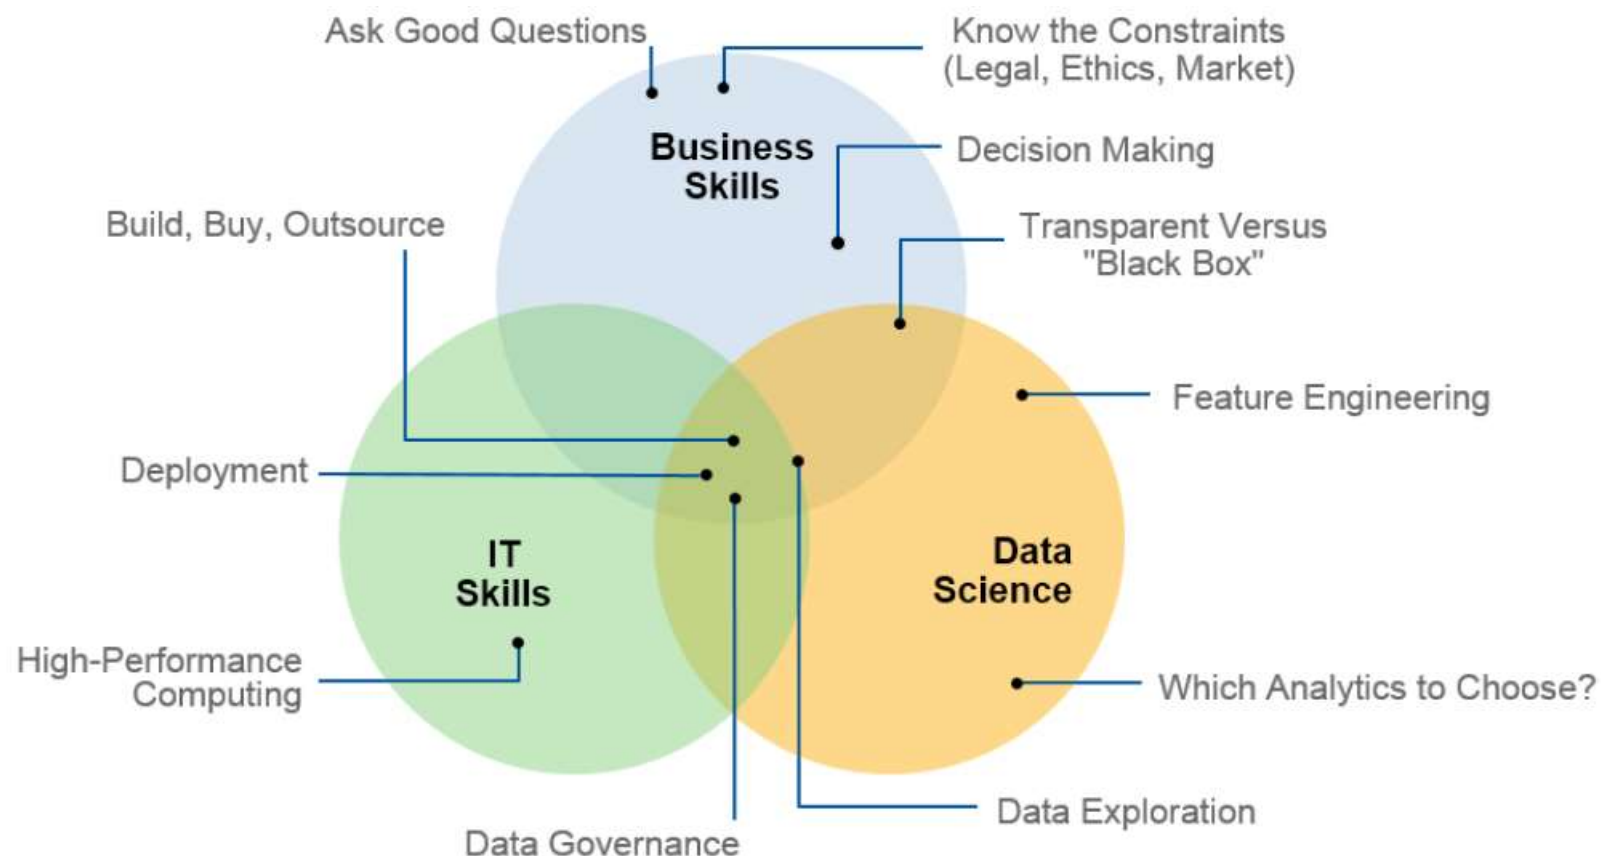 Ask Good Questions
Know the Constraints
(Legal, Ethics, Market)
Business
Skills
Decision Making
Build, Buy, Outsource
Transparent Versus
"Black Box"
Feature Engineering
Deployment
IT
Skills
Data
Science
High-Performance
Computing
Which Analytics to Choose?
Data Exploration
Data Governance